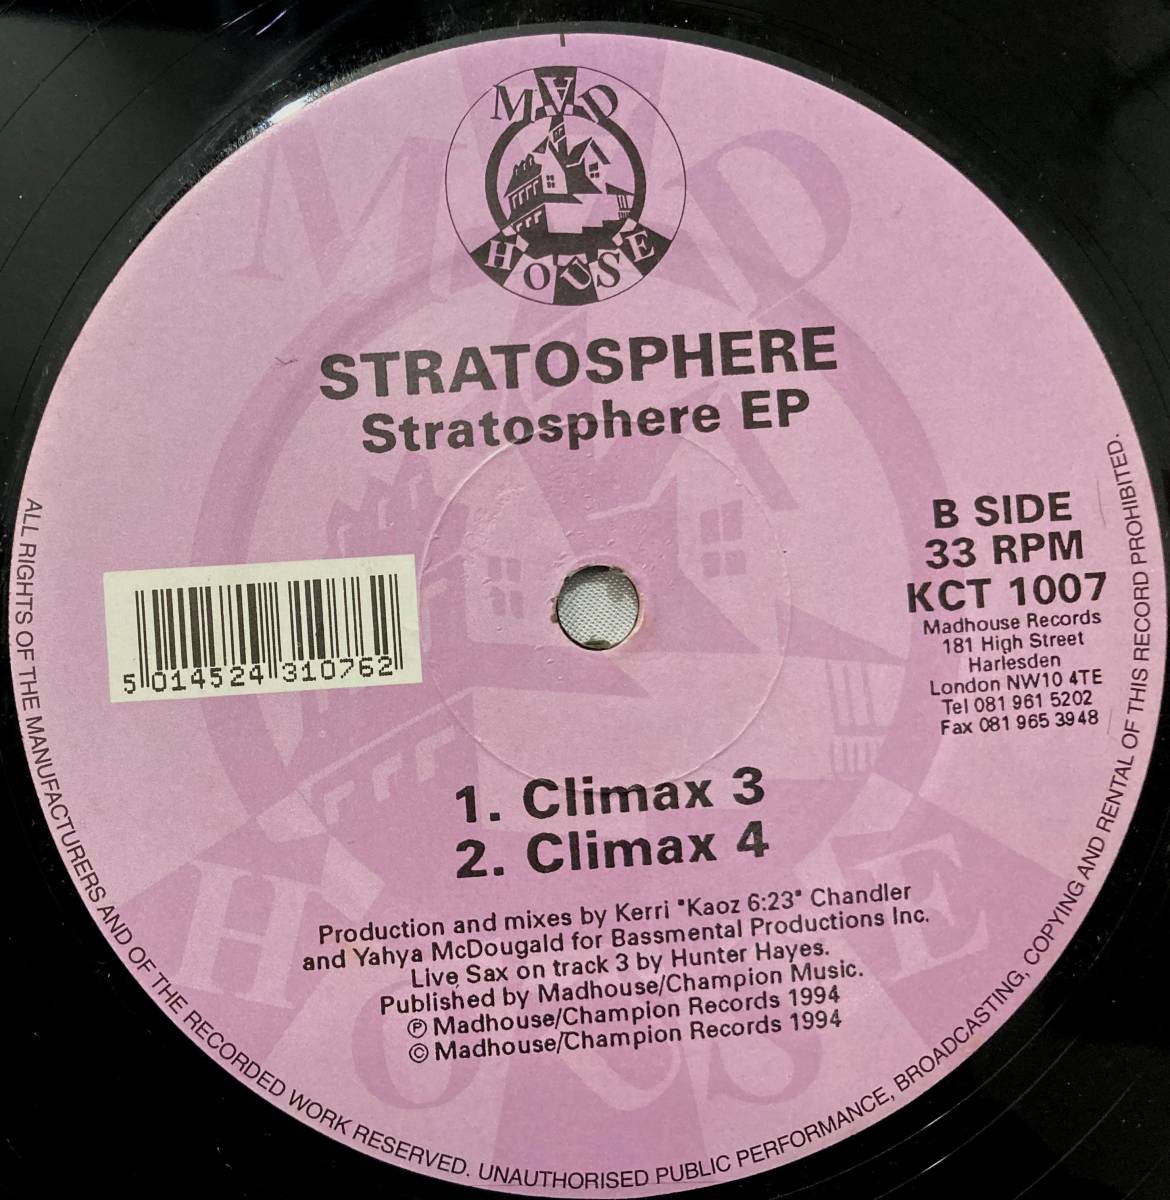 MAD
HOUSE
STRATOSPHERE
Stratosphere EP
B SIDE
33 RPM
KCT 1007
Madhouse Records
181 High Street
Harlesden
London NW10 4TE
Tel 081 961 5202
Fax 081 965 3948
5 014524 310762
1. Climax 3
2. Climax 4
Production and mixes by Kerri "Kaoz 6:23" Chandler
and Yahya McDougald for Bassmental Productions Inc.
Live Sax on track 3 by Hunter Hayes.
Published by Madhouse/Champion Music.
℗ Madhouse/Champion Records 1994
© Madhouse/Champion Records 1994
ALL RIGHTS OF THE MANUFACTURERS AND OF THE RECORDED WORK RESERVED. UNAUTHORISED PUBLIC PERFORMANCE, BROADCASTING, COPYING AND RENTAL OF THIS RECORD PROHIBITED.
MAD
HOUSE